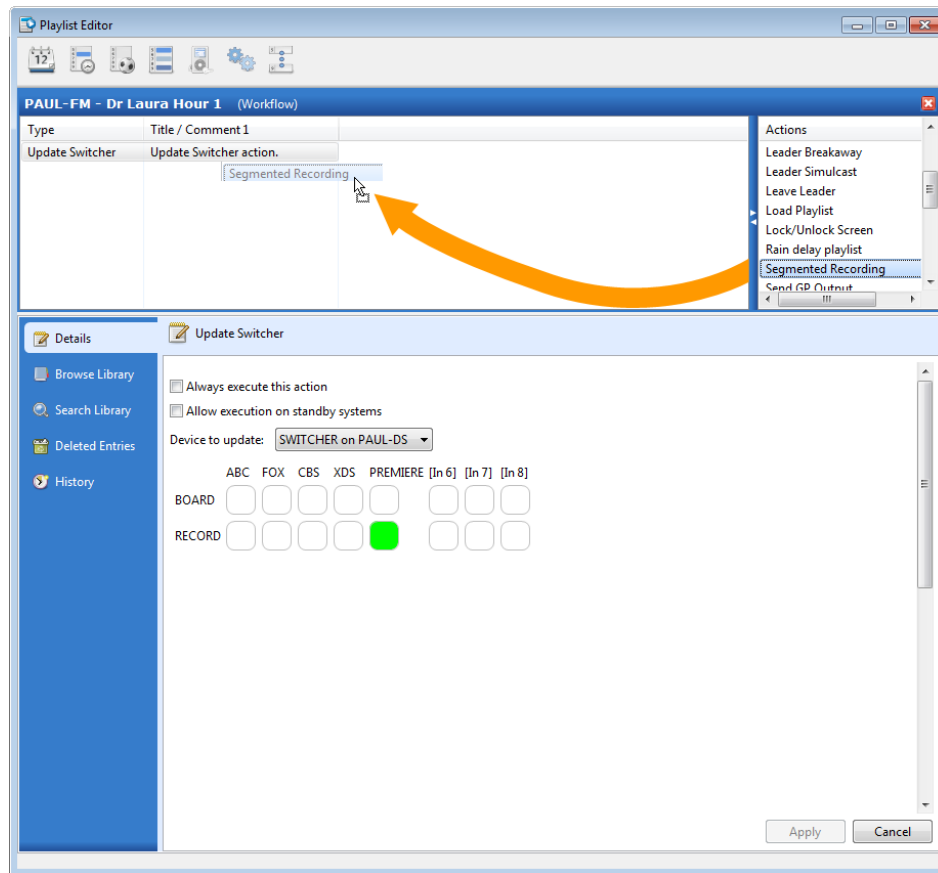 Playlist Editor
12
PAUL-FM - Dr Laura Hour 1 (Workflow)
Type Title / Comment 1 Actions
Update Switcher Update Switcher action.
Segmented Recording
Leader Breakaway
Leader Simulcast
Leave Leader
Load Playlist
Lock/Unlock Screen
Rain delay playlist
Segmented Recording
Send GP Output
Details
Browse Library
Search Library
Deleted Entries
History
Update Switcher
Always execute this action
Allow execution on standby systems
Device to update: SWITCHER on PAUL-DS
ABC FOX CBS XDS PREMIERE [In 6] [In 7] [In 8]
BOARD
RECORD
Apply Cancel